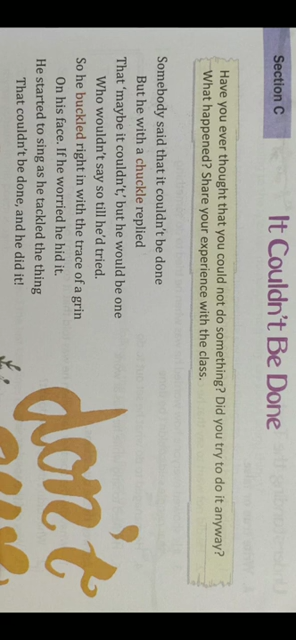 Section C
It Couldn't Be Done
Have you ever thought that you could not do something? Did you try to do it anyway?
What happened? Share your experience with the class.
Somebody said that it couldn't be done
But he with a chuckle replied
That 'maybe it couldn't,' but he would be one
Who wouldn't say so till he'd tried.
So he buckled right in with the trace of a grin
On his face. If he worried he hid it.
He started to sing as he tackled the thing
That couldn't be done, and he did it!
don't